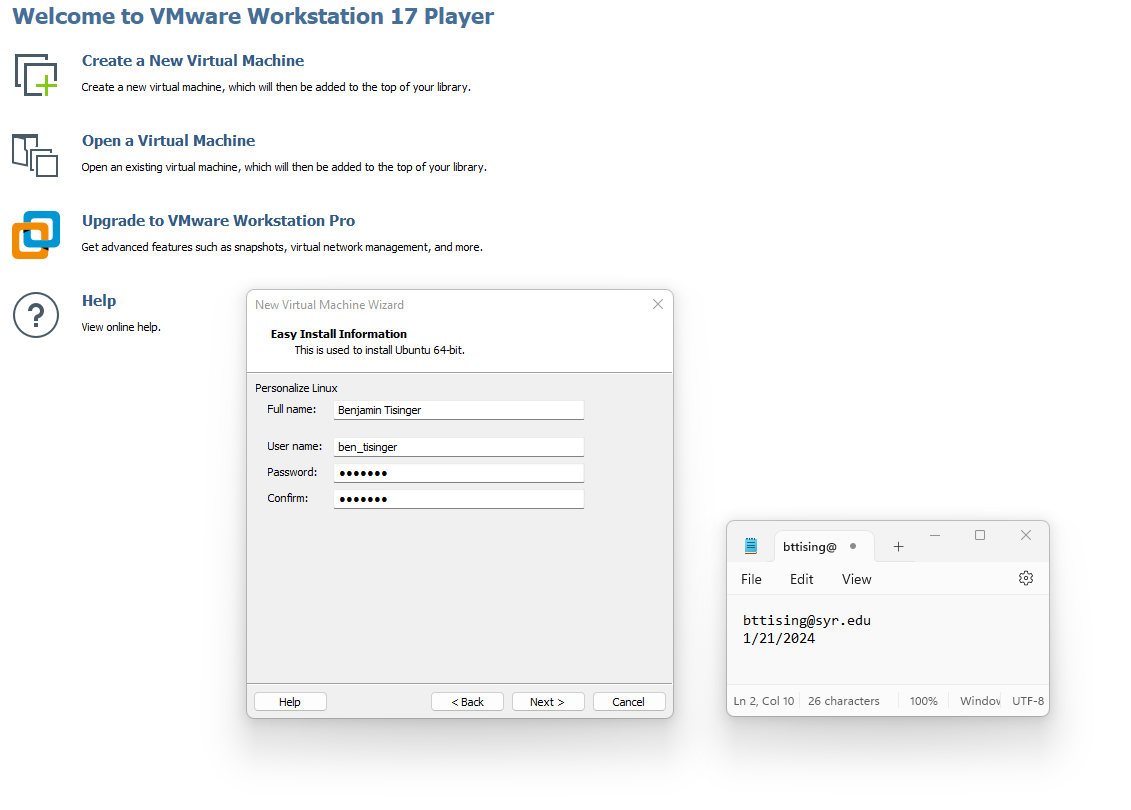 Welcome to VMware Workstation 17 Player
Create a New Virtual Machine
Create a new virtual machine, which will then be added to the top of your library.
Open a Virtual Machine
Open an existing virtual machine, which will then be added to the top of your library.
Upgrade to VMware Workstation Pro
Get advanced features such as snapshots, virtual network management, and more.
Help
View online help.
New Virtual Machine Wizard
Easy Install Information
This is used to install Ubuntu 64-bit.
Personalize Linux
Full name: Benjamin Tisinger
User name: ben_tisinger
Password: ●●●●●●●
Confirm: ●●●●●●●
Help < Back Next > Cancel
bttising@
File Edit View
bttising@syr.edu
1/21/2024
Ln 2, Col 10 26 characters 100% Window UTF-8